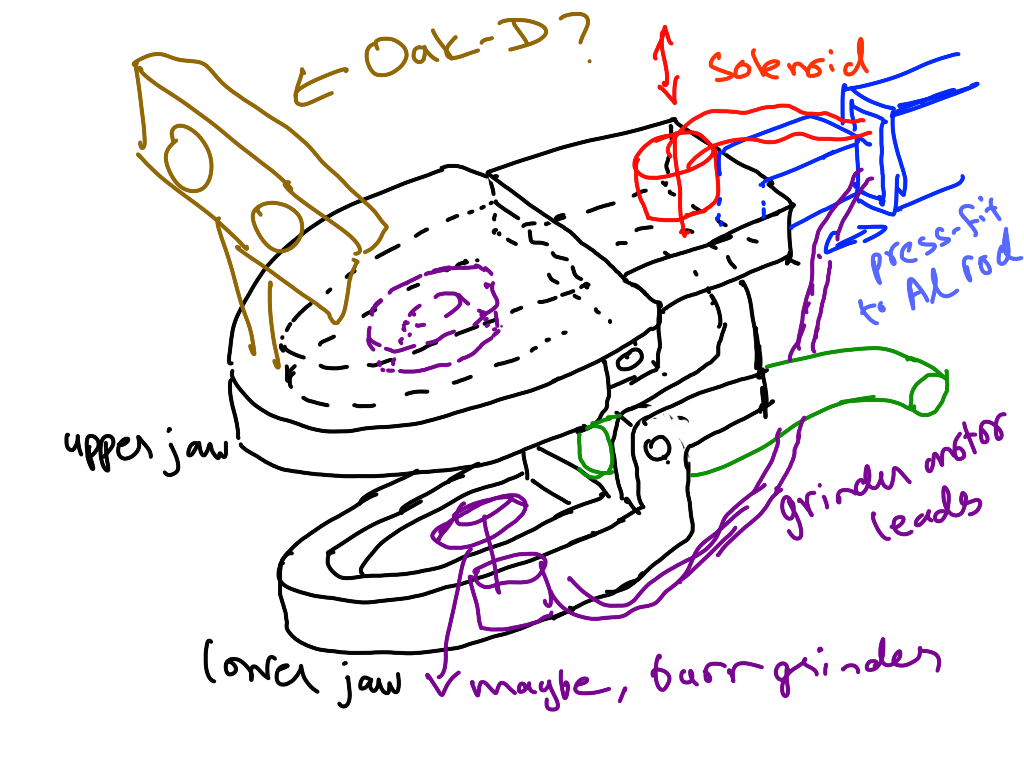 Oak-D?
solenoid
press-fit
to Al rod
upper jaw
grinder motor
leads
lower jaw
maybe, burr grinder